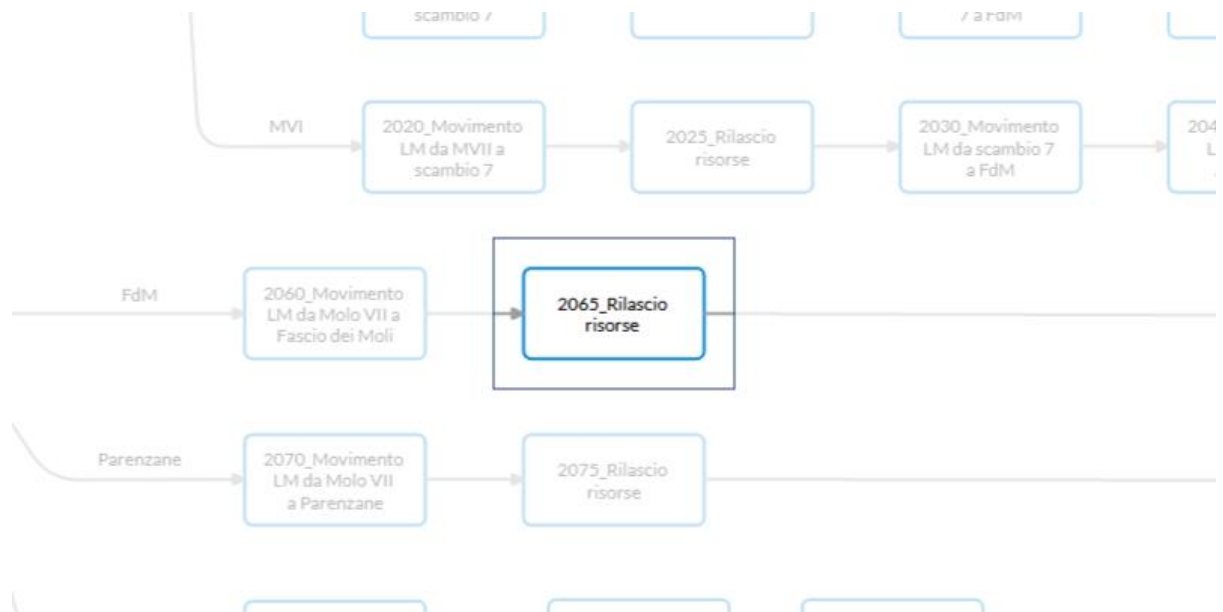 scambio 7
7 a FdM
MVI
2020_Movimento
LM da MVII a
scambio 7
2025_Rilascio
risorse
2030_Movimento
LM da scambio 7
a FdM
204
L
FdM
2060_Movimento
LM da Molo VII a
Fascio dei Moli
2065_Rilascio
risorse
Parenzane
2070_Movimento
LM da Molo VII
a Parenzane
2075_Rilascio
risorse